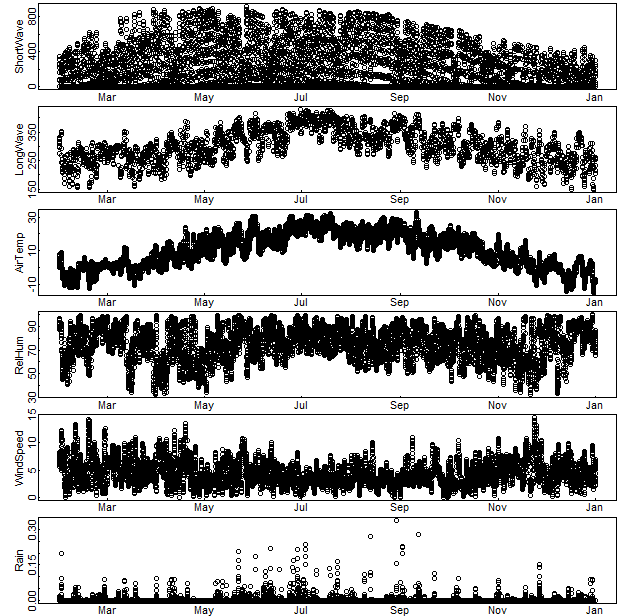 ShortWave
0 400 800
Mar May Jul Sep Nov Jan
LongWave
150 250 350
Mar May Jul Sep Nov Jan
AirTemp
-10 10 30
Mar May Jul Sep Nov Jan
RelHum
30 50 70 90
Mar May Jul Sep Nov Jan
WindSpeed
0 5 10 15
Mar May Jul Sep Nov Jan
Rain
0.00 0.15 0.30
Mar May Jul Sep Nov Jan